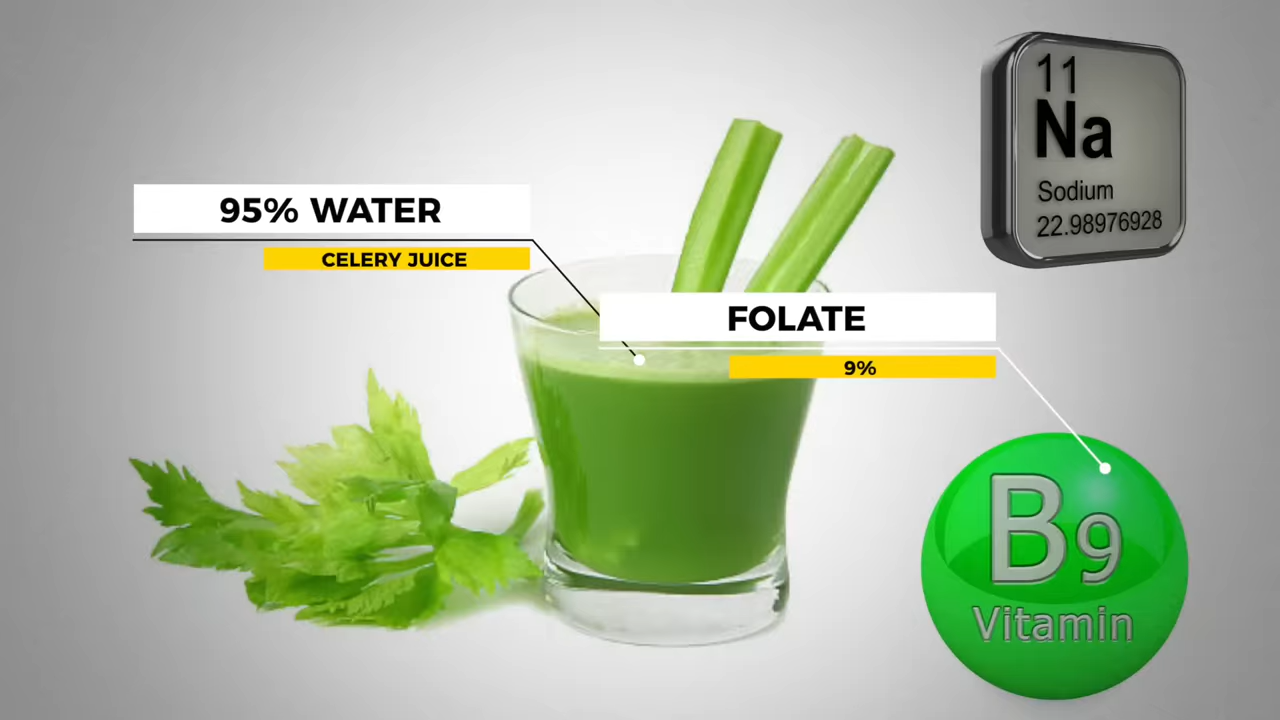 95% WATER
CELERY JUICE
FOLATE
9%
11
Na
Sodium
22.98976928
B9
Vitamin